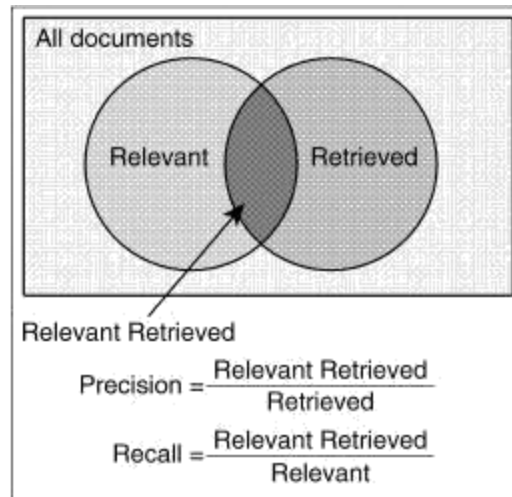 All documents
Relevant
Retrieved
Relevant Retrieved
Precision = Relevant Retrieved
Retrieved
Recall = Relevant Retrieved
Relevant